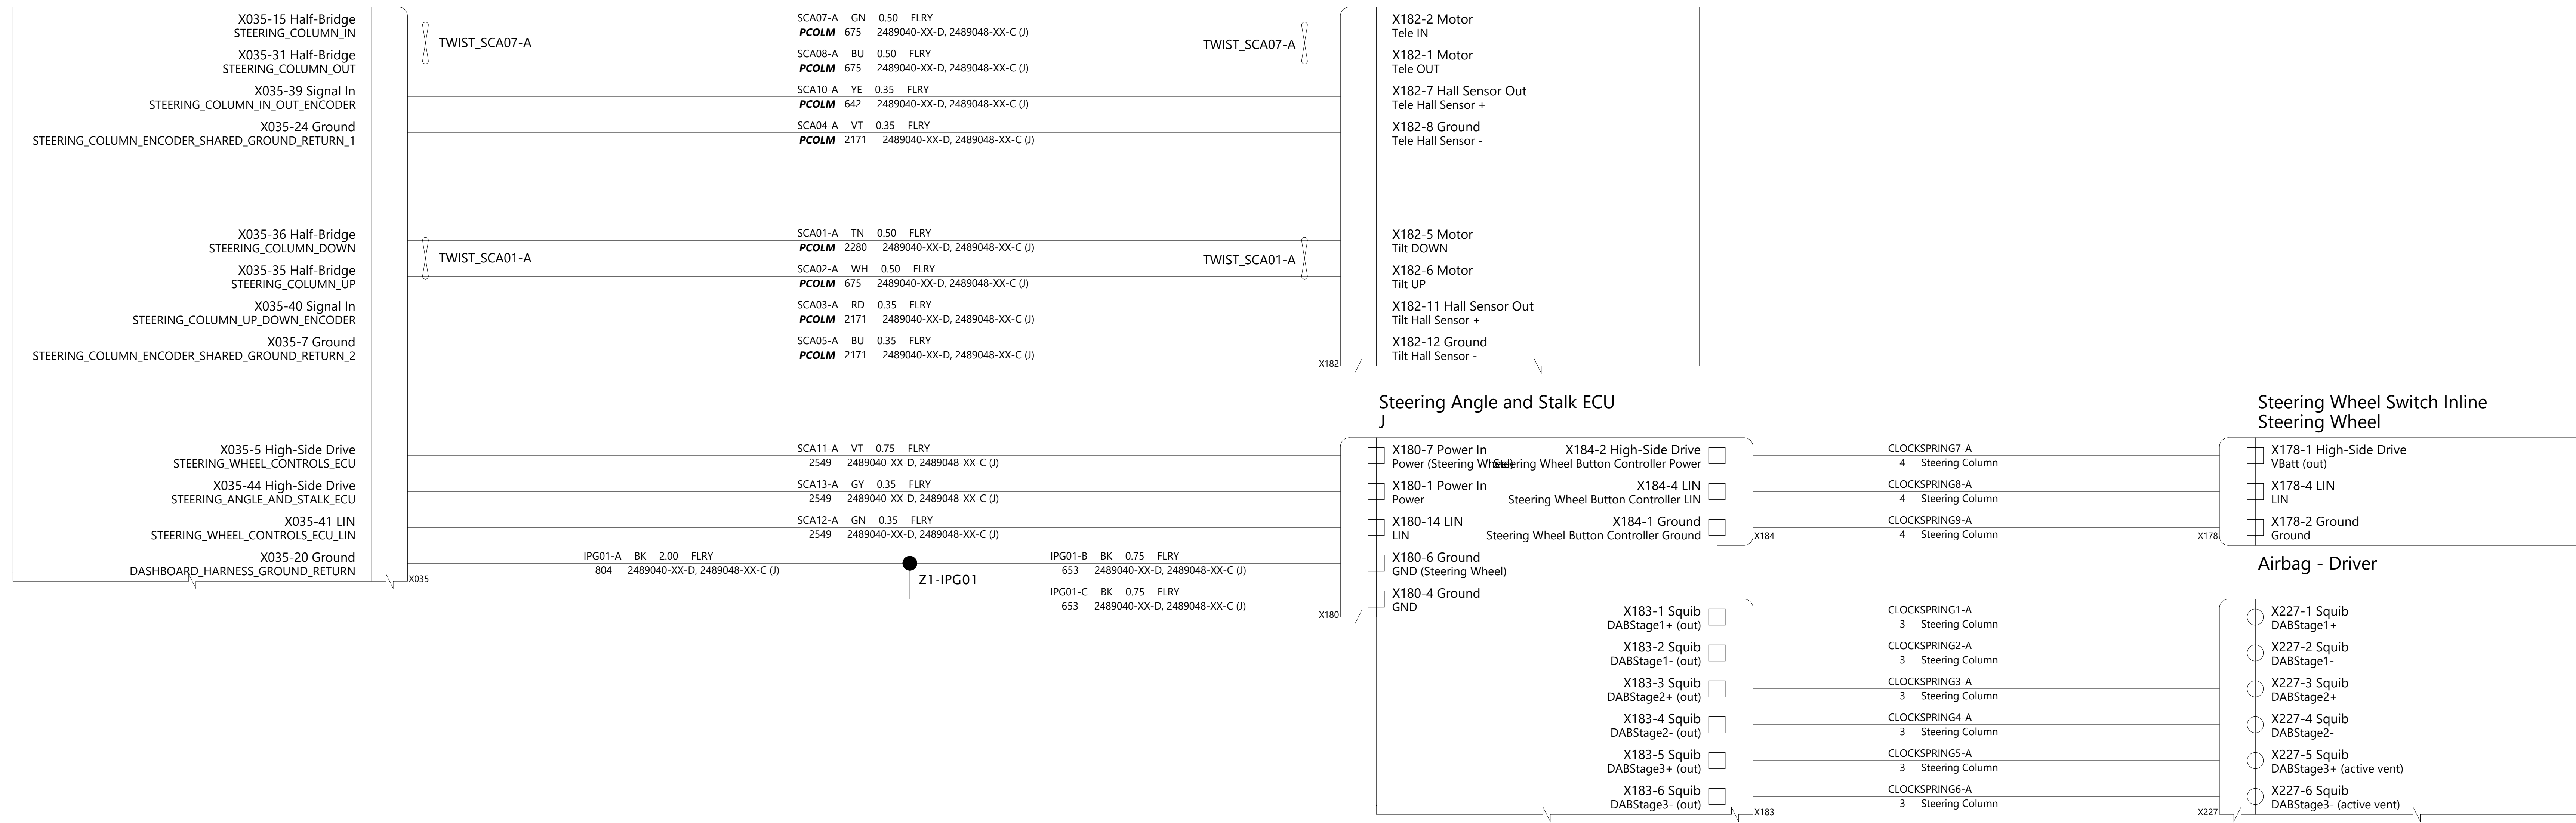 X035-15 Half-Bridge
STEERING_COLUMN_IN
X035-31 Half-Bridge
STEERING_COLUMN_OUT
X035-39 Signal In
STEERING_COLUMN_IN_OUT_ENCODER
X035-24 Ground
STEERING_COLUMN_ENCODER_SHARED_GROUND_RETURN_1
X035-36 Half-Bridge
STEERING_COLUMN_DOWN
X035-35 Half-Bridge
STEERING_COLUMN_UP
X035-40 Signal In
STEERING_COLUMN_UP_DOWN_ENCODER
X035-7 Ground
STEERING_COLUMN_ENCODER_SHARED_GROUND_RETURN_2
X035-5 High-Side Drive
STEERING_WHEEL_CONTROLS_ECU
X035-44 High-Side Drive
STEERING_ANGLE_AND_STALK_ECU
X035-41 LIN
STEERING_WHEEL_CONTROLS_ECU_LIN
X035-20 Ground
DASHBOARD_HARNESS_GROUND_RETURN
X035
TWIST_SCA07-A
TWIST_SCA01-A
SCA07-A GN 0.50 FLRY
PCOLM 675 2489040-XX-D, 2489048-XX-C (J)
SCA08-A BU 0.50 FLRY
PCOLM 675 2489040-XX-D, 2489048-XX-C (J)
SCA10-A YE 0.35 FLRY
PCOLM 642 2489040-XX-D, 2489048-XX-C (J)
SCA04-A VT 0.35 FLRY
PCOLM 2171 2489040-XX-D, 2489048-XX-C (J)
SCA01-A TN 0.50 FLRY
PCOLM 2280 2489040-XX-D, 2489048-XX-C (J)
SCA02-A WH 0.50 FLRY
PCOLM 675 2489040-XX-D, 2489048-XX-C (J)
SCA03-A RD 0.35 FLRY
PCOLM 2171 2489040-XX-D, 2489048-XX-C (J)
SCA05-A BU 0.35 FLRY
PCOLM 2171 2489040-XX-D, 2489048-XX-C (J)
SCA11-A VT 0.75 FLRY
2549 2489040-XX-D, 2489048-XX-C (J)
SCA13-A GY 0.35 FLRY
2549 2489040-XX-D, 2489048-XX-C (J)
SCA12-A GN 0.35 FLRY
2549 2489040-XX-D, 2489048-XX-C (J)
IPG01-A BK 2.00 FLRY
804 2489040-XX-D, 2489048-XX-C (J)
Z1-IPG01
IPG01-B BK 0.75 FLRY
653 2489040-XX-D, 2489048-XX-C (J)
IPG01-C BK 0.75 FLRY
653 2489040-XX-D, 2489048-XX-C (J)
TWIST_SCA07-A
TWIST_SCA01-A
X182-2 Motor
Tele IN
X182-1 Motor
Tele OUT
X182-7 Hall Sensor Out
Tele Hall Sensor +
X182-8 Ground
Tele Hall Sensor -
X182-5 Motor
Tilt DOWN
X182-6 Motor
Tilt UP
X182-11 Hall Sensor Out
Tilt Hall Sensor +
X182-12 Ground
Tilt Hall Sensor -
X182
Steering Angle and Stalk ECU
J
X180-7 Power In
Power (Steering Wheel)
X180-1 Power In
Power
X180-14 LIN
LIN
X180-6 Ground
GND (Steering Wheel)
X180-4 Ground
GND
X180
X184-2 High-Side Drive
Steering Wheel Button Controller Power
X184-4 LIN
Steering Wheel Button Controller LIN
X184-1 Ground
Steering Wheel Button Controller Ground
X184
X183-1 Squib
DABStage1+ (out)
X183-2 Squib
DABStage1- (out)
X183-3 Squib
DABStage2+ (out)
X183-4 Squib
DABStage2- (out)
X183-5 Squib
DABStage3+ (out)
X183-6 Squib
DABStage3- (out)
X183
CLOCKSPRING7-A
4 Steering Column
CLOCKSPRING8-A
4 Steering Column
CLOCKSPRING9-A
4 Steering Column
CLOCKSPRING1-A
3 Steering Column
CLOCKSPRING2-A
3 Steering Column
CLOCKSPRING3-A
3 Steering Column
CLOCKSPRING4-A
3 Steering Column
CLOCKSPRING5-A
3 Steering Column
CLOCKSPRING6-A
3 Steering Column
Steering Wheel Switch Inline
Steering Wheel
X178-1 High-Side Drive
VBatt (out)
X178-4 LIN
LIN
X178-2 Ground
Ground
X178
Airbag - Driver
X227-1 Squib
DABStage1+
X227-2 Squib
DABStage1-
X227-3 Squib
DABStage2+
X227-4 Squib
DABStage2-
X227-5 Squib
DABStage3+ (active vent)
X227-6 Squib
DABStage3- (active vent)
X227